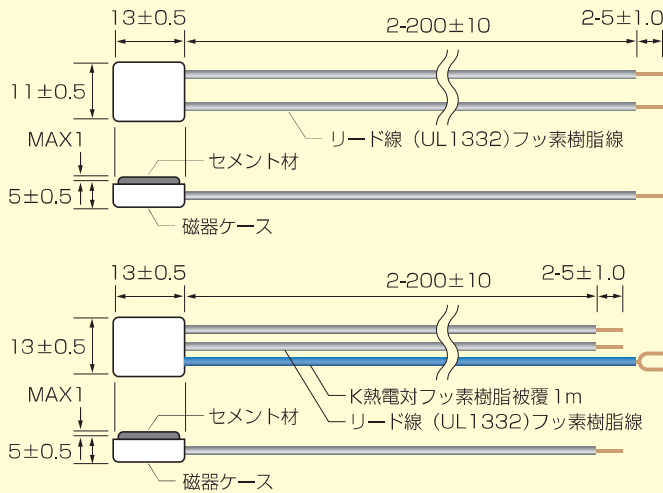 13±0.5
2-200±10
2-5±1.0
11±0.5
リード線（UL1332）フッ素樹脂線
MAX1
セメント材
5±0.5
磁器ケース
13±0.5
2-200±10
2-5±1.0
13±0.5
K熱電対フッ素樹脂被覆1m
MAX1
セメント材
リード線（UL1332）フッ素樹脂線
5±0.5
磁器ケース